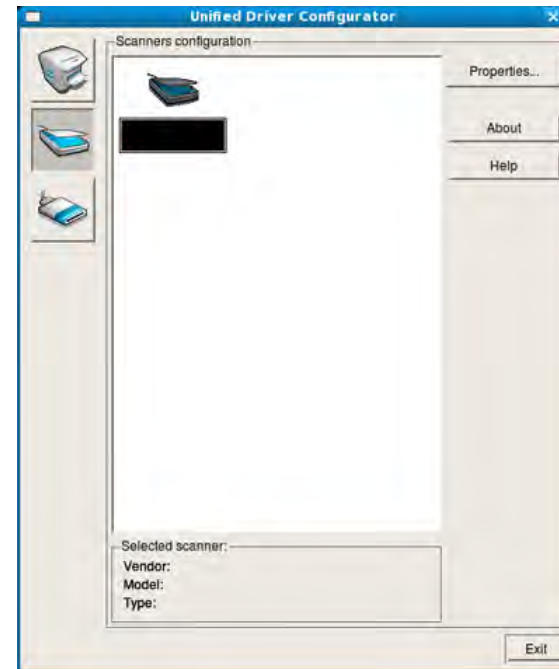 Unified Driver Configurator
Scanners configuration
Properties...
About
Help
Selected scanner:
Vendor:
Model:
Type:
Exit